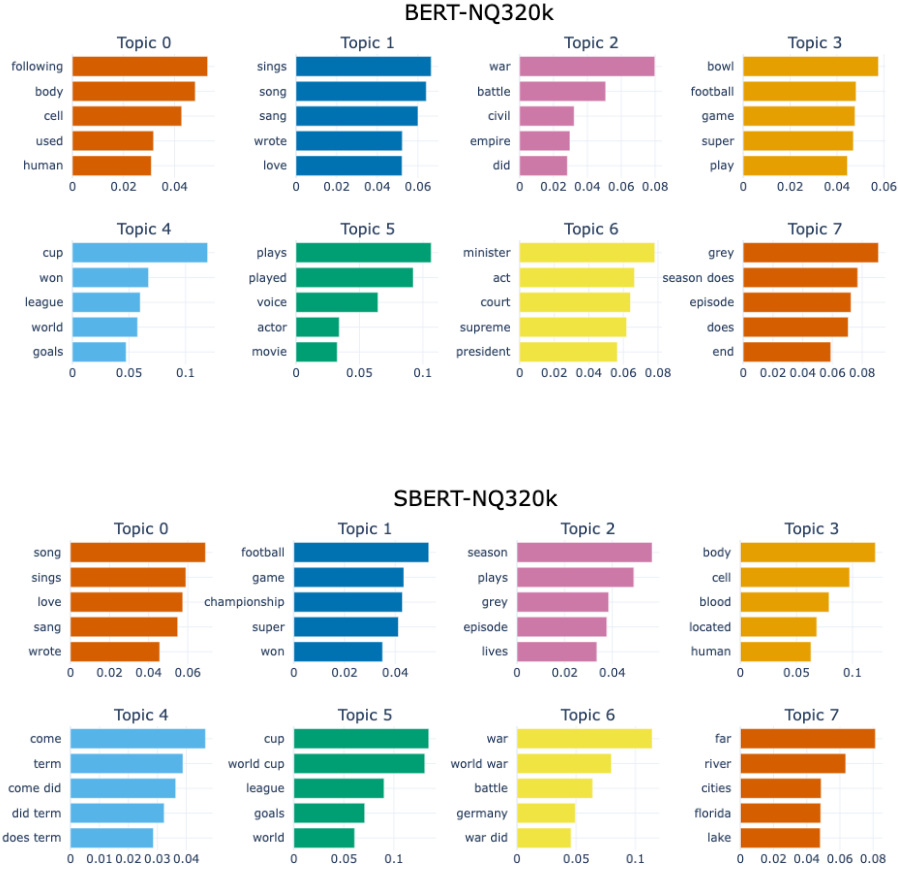 BERT-NQ320k
Topic 0 Topic 1 Topic 2 Topic 3
following sings war bowl
body song battle football
cell sang civil game
used wrote empire super
human love did play
0 0.02 0.04 0 0.02 0.04 0.06 0 0.02 0.04 0.06 0.08 0 0.02 0.04 0.06
Topic 4 Topic 5 Topic 6 Topic 7
cup plays minister grey
won played act season does
league voice court episode
world actor supreme does
goals movie president end
0 0.05 0.1 0 0.05 0.1 0 0.02 0.04 0.06 0.08 0 0.02 0.04 0.06 0.08
SBERT-NQ320k
Topic 0 Topic 1 Topic 2 Topic 3
song football season body
sings game plays cell
love championship grey blood
sang super episode located
wrote won lives human
0 0.02 0.04 0.06 0 0.02 0.04 0 0.02 0.04 0 0.05 0.1
Topic 4 Topic 5 Topic 6 Topic 7
come cup war far
term world cup world war river
come did league battle cities
did term goals germany florida
does term world war did lake
0 0.01 0.02 0.03 0.04 0 0.05 0.1 0 0.05 0.1 0 0.02 0.04 0.06 0.08